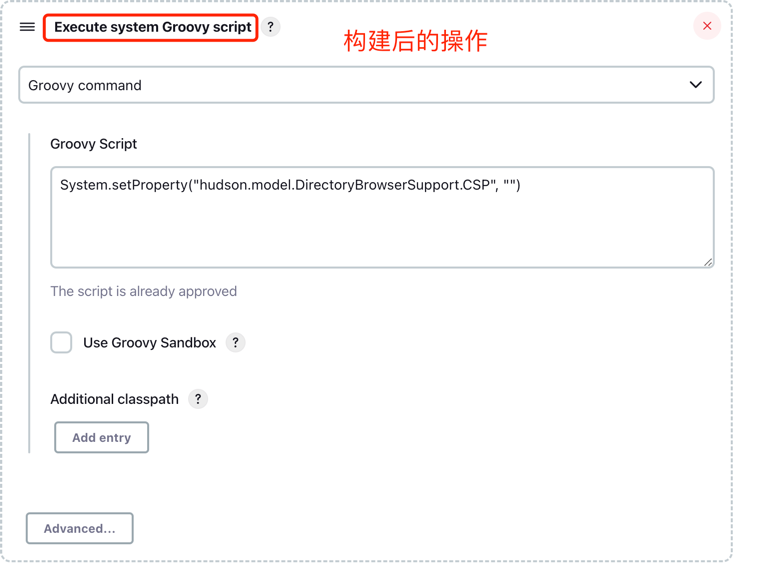 Execute system Groovy script ?
构建后的操作
Groovy command
Groovy Script
System.setProperty("hudson.model.DirectoryBrowserSupport.CSP", "")
The script is already approved
Use Groovy Sandbox ?
Additional classpath ?
Add entry
Advanced...